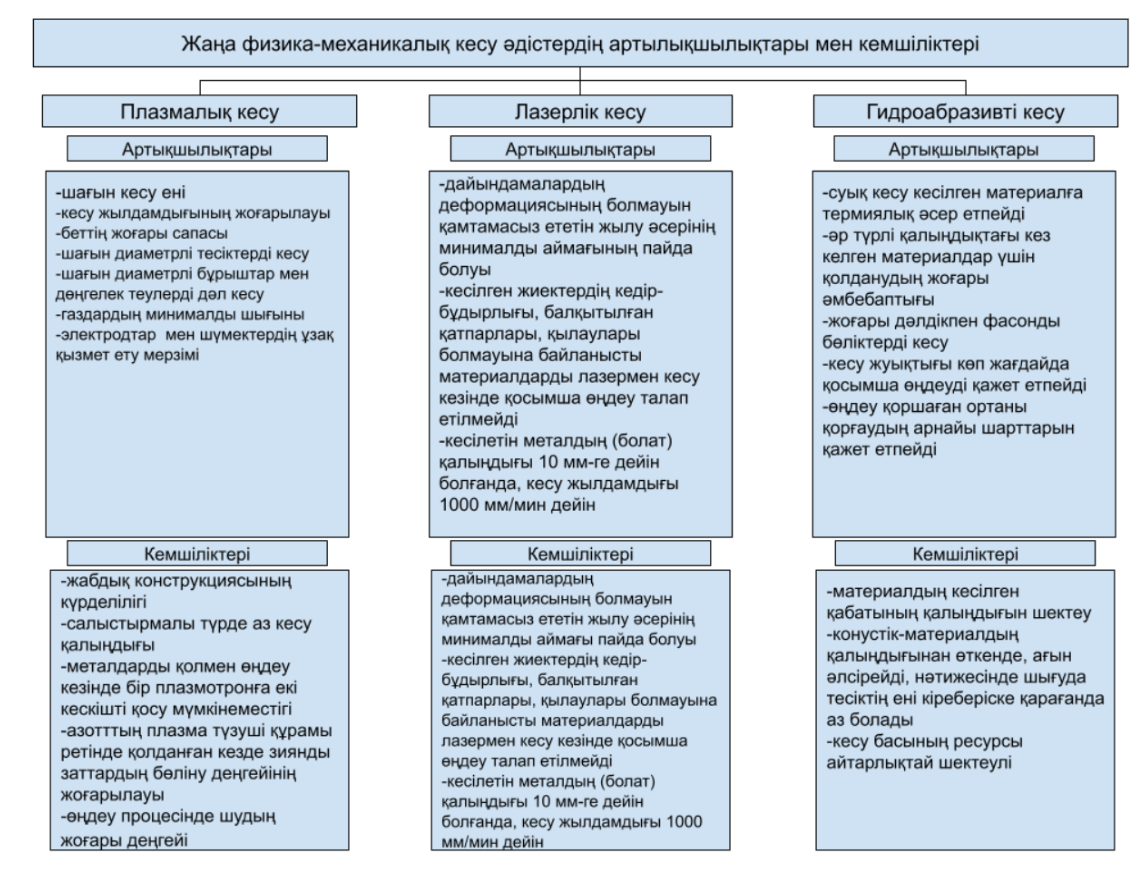 Жаңа физика-механикалық кесу әдістердің артылықшылықтары мен кемшіліктері
Плазмалық кесу
Артықшылықтары
-шағын кесу ені
-кесу жылдамдығының жоғарылауы
-беттің жоғары сапасы
-шағын диаметрлі тесіктерді кесу
-шағын диаметрлі бұрыштар мен
дөңгелек теулерді дәл кесу
-газдардың минималды шығыны
-электродтар мен шүмектердің ұзақ
қызмет ету мерзімі
Кемшіліктері
-жабдық конструкциясының
күрделілігі
-салыстырмалы түрде аз кесу
қалыңдығы
-металдарды қолмен өңдеу
кезінде бір плазмотронға екі
кескішті қосу мүмкінеместігі
-азотттың плазма түзуші құрамы
ретінде қолданған кезде зиянды
заттардың бөліну деңгейінің
жоғарылауы
-өңдеу процесінде шудың
жоғары деңгейі
Лазерлік кесу
Артықшылықтары
-дайындамалардың
деформациясының болмауын
қамтамасыз ететін жылу әсерінің
минималды аймағының пайда
болуы
-кесілген жиектердің кедір-
бұдырлығы, балқытылған
қатпарлары, қылаулары
болмауына байланысты
материалдарды лазермен кесу
кезінде қосымша өңдеу талап
етілмейді
-кесілетін металдың (болат)
қалыңдығы 10 мм-ге дейін
болғанда, кесу жылдамдығы
1000 мм/мин дейін
Кемшіліктері
-дайындамалардың
деформациясының болмауын
қамтамасыз ететін жылу әсерінің
минималды аймағы пайда болуы
-кесілген жиектердің кедір-
бұдырлығы, балқытылған
қатпарлары, қылаулары болмауына
байланысты материалдарды
лазермен кесу кезінде қосымша
өңдеу талап етілмейді
-кесілетін металдың (болат)
қалыңдығы 10 мм-ге дейін
болғанда, кесу жылдамдығы 1000
мм/мин дейін
Гидроабразивті кесу
Артықшылықтары
-суық кесу кесілген материалға
термиялық әсер етпейді
-әр түрлі қалыңдықтағы кез
келген материалдар үшін
қолданудың жоғары
әмбебаптығы
-жоғары дәлдікпен фасонды
бөліктерді кесу
-кесу жуықтығы көп жағдайда
қосымша өңдеуді қажет етпейді
-өңдеу қоршаған ортаны
қорғаудың арнайы шарттарын
қажет етпейді
Кемшіліктері
-материалдың кесілген
қабатының қалыңдығын шектеу
-конустік-материалдың
қалыңдығынан өткенде, ағын
әлсірейді, нәтижесінде шығуда
тесіктің ені кіреберіске қарағанда
аз болады
-кесу басының ресурсы
айтарлықтай шектеулі